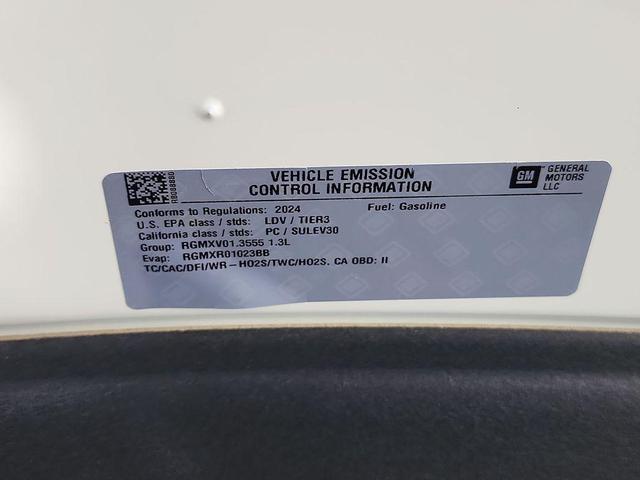 VEHICLE EMISSION
CONTROL INFORMATION
GM
GENERAL
MOTORS
LLC
Conforms to Regulations: 2024
Fuel: Gasoline
U.S. EPA class / stds: LDV / TIER3
California class / stds: PC / SULEV30
Group: RGMXV01.3555 1.3L
Evap: RGMXR01023BB
TC/CAC/DFI/WR-HO2S/TWC/HO2S. CA OBD: II